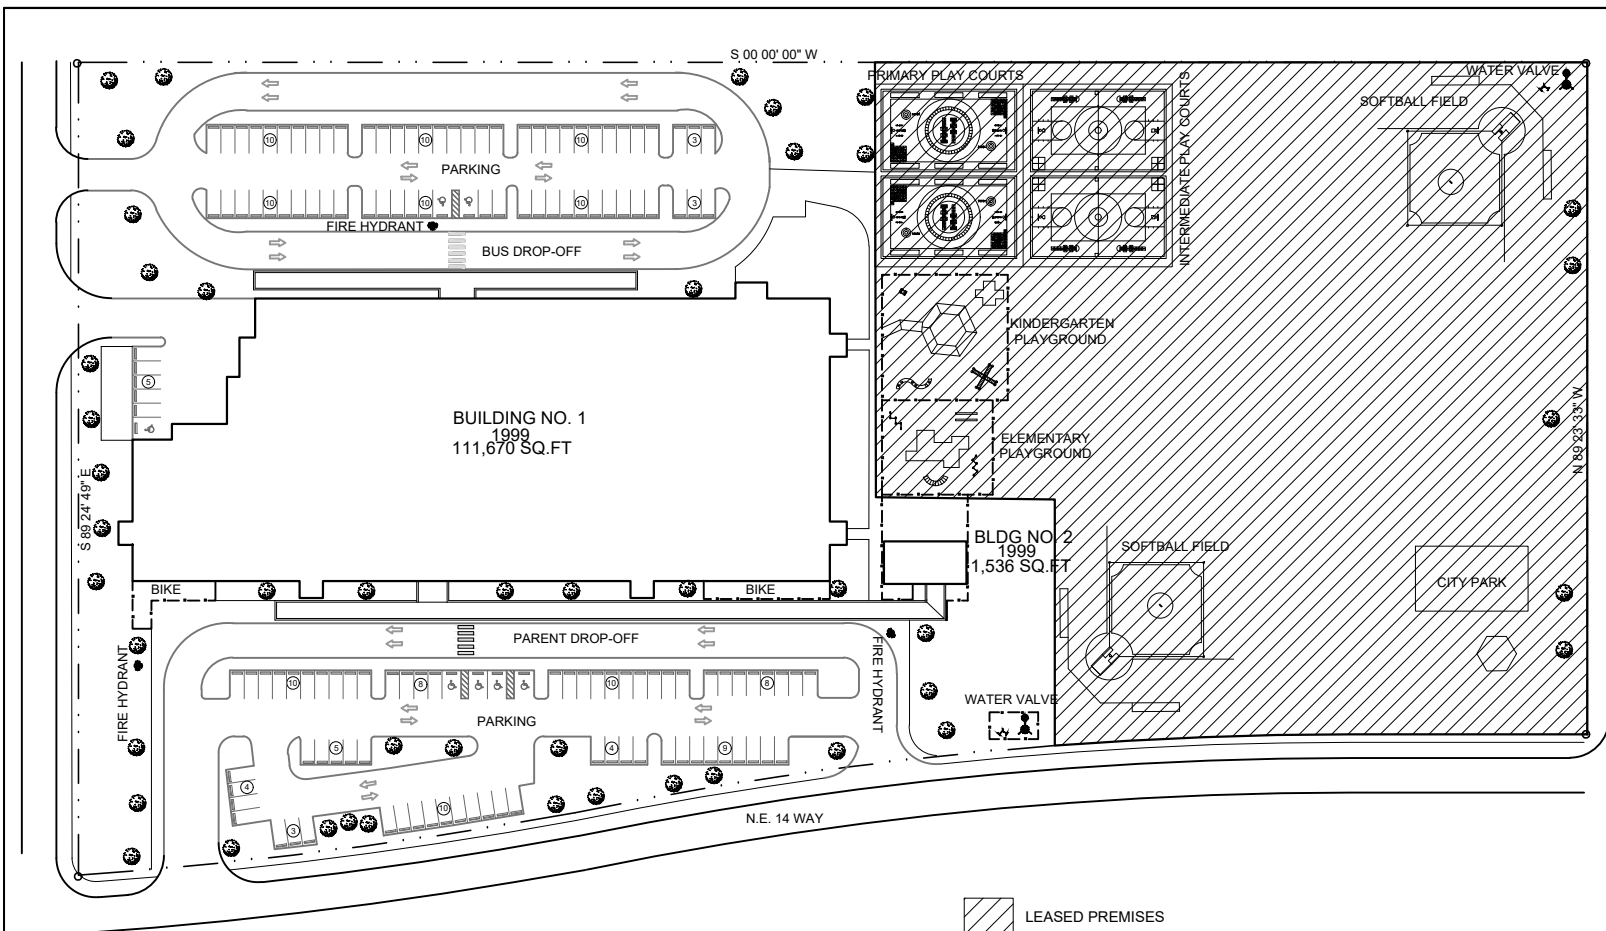 S 00 00' 00" W
PRIMARY PLAY COURTS
WATER VALVE
SOFTBALL FIELD
INTERMEDIATE PLAY COURTS
10
10
10
3
PARKING
10
10
10
3
FIRE HYDRANT
BUS DROP-OFF
KINDERGARTEN
PLAYGROUND
5
BUILDING NO. 1
1999
111,670 SQ.FT
ELEMENTARY
PLAYGROUND
S 89 24' 49" E
N 89 23' 33" W
BLDG NO. 2
1999
1,536 SQ.FT
SOFTBALL FIELD
CITY PARK
BIKE
BIKE
PARENT DROP-OFF
FIRE HYDRANT
FIRE HYDRANT
10
8
10
8
WATER VALVE
PARKING
5
4
9
4
10
3
N.E. 14 WAY
LEASED PREMISES